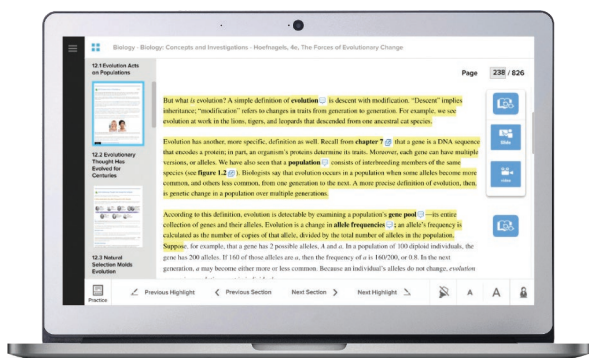 Biology - Biology: Concepts and Investigations - Hoefnagels, 4e, The Forces of Evolutionary Change
12.1 Evolution Acts
on Populations
12.2 Evolutionary
Thought Has
Evolved for
Centuries
12.3 Natural
Selection Molds
Evolution
Page 238 / 826
But what is evolution? A simple definition of evolution is descent with modification. "Descent" implies
inheritance; "modification" refers to changes in traits from generation to generation. For example, we see
evolution at work in the lions, tigers, and leopards that descended from one ancestral cat species.
Evolution has another, more specific, definition as well. Recall from chapter 7 that a gene is a DNA sequence
that encodes a protein; in part, an organism's proteins determine its traits. Moreover, each gene can have multiple
versions, or alleles. We have also seen that a population consists of interbreeding members of the same
species (see figure 1.2). Biologists say that evolution occurs in a population when some alleles become more
common, and others less common, from one generation to the next. A more precise definition of evolution, then,
is genetic change in a population over multiple generations.
According to this definition, evolution is detectable by examining a population's gene pool—its entire
collection of genes and their alleles. Evolution is a change in allele frequencies; an allele's frequency is
calculated as the number of copies of that allele, divided by the total number of alleles in the population.
Suppose, for example, that a gene has 2 possible alleles, A and a. In a population of 100 diploid individuals, the
gene has 200 alleles. If 160 of those alleles are a, then the frequency of a is 160/200, or 0.8. In the next
generation, a may become either more or less common. Because an individual's alleles do not change, evolution
Slide
Practice
Previous Highlight
Previous Section
Next Section
Next Highlight
A
A